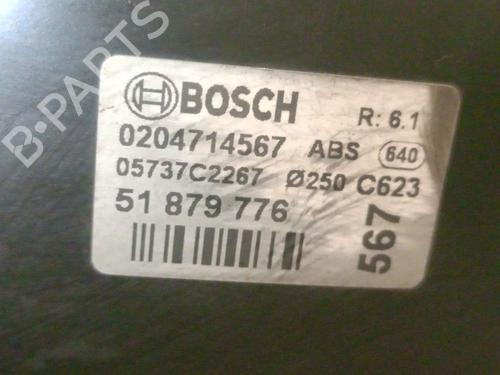 B-PARTS
BOSCH R: 6.1
0204714567 ABS 640
05737C2267 Ø250 C623
51 879 776
567